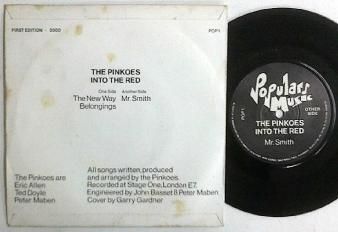 FIRST EDITION - 2000
POP1
THE PINKOES
INTO THE RED
One Side
Another Side
The New Way
Mr. Smith
Belongings
The Pinkoes are
Eric Allen
Ted Doyle
Peter Maben
All songs written, produced
and arranged by the Pinkoes.
Recorded at Stage One, London E7.
Engineered by John Basset & Peter Maben.
Cover by Garry Gardner
Populars
Music
POP1
OTHER
SIDE
THE PINKOES
INTO THE RED
Mr. Smith